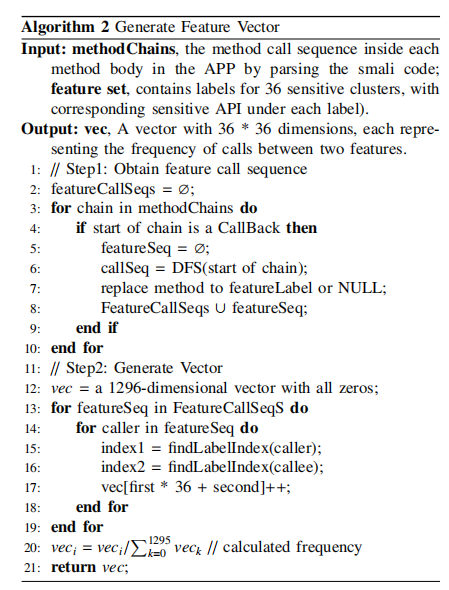 Algorithm 2 Generate Feature Vector
Input: methodChains, the method call sequence inside each
method body in the APP by parsing the smali code;
feature set, contains labels for 36 sensitive clusters, with
corresponding sensitive API under each label).
Output: vec, A vector with 36 * 36 dimensions, each repre-
senting the frequency of calls between two features.
1: // Step1: Obtain feature call sequence
2: featureCallSeqs = ∅;
3: for chain in methodChains do
4: if start of chain is a CallBack then
5: featureSeq = ∅;
6: callSeq = DFS(start of chain);
7: replace method to featureLabel or NULL;
8: FeatureCallSeqs ∪ featureSeq;
9: end if
10: end for
11: // Step2: Generate Vector
12: vec = a 1296-dimensional vector with all zeros;
13: for featureSeq in FeatureCallSeqS do
14: for caller in featureSeq do
15: index1 = findLabelIndex(caller);
16: index2 = findLabelIndex(callee);
17: vec[first * 36 + second]++;
18: end for
19: end for
20: vec_i = vec_i/∑_{k=0}^{1295} vec_k // calculated frequency
21: return vec;